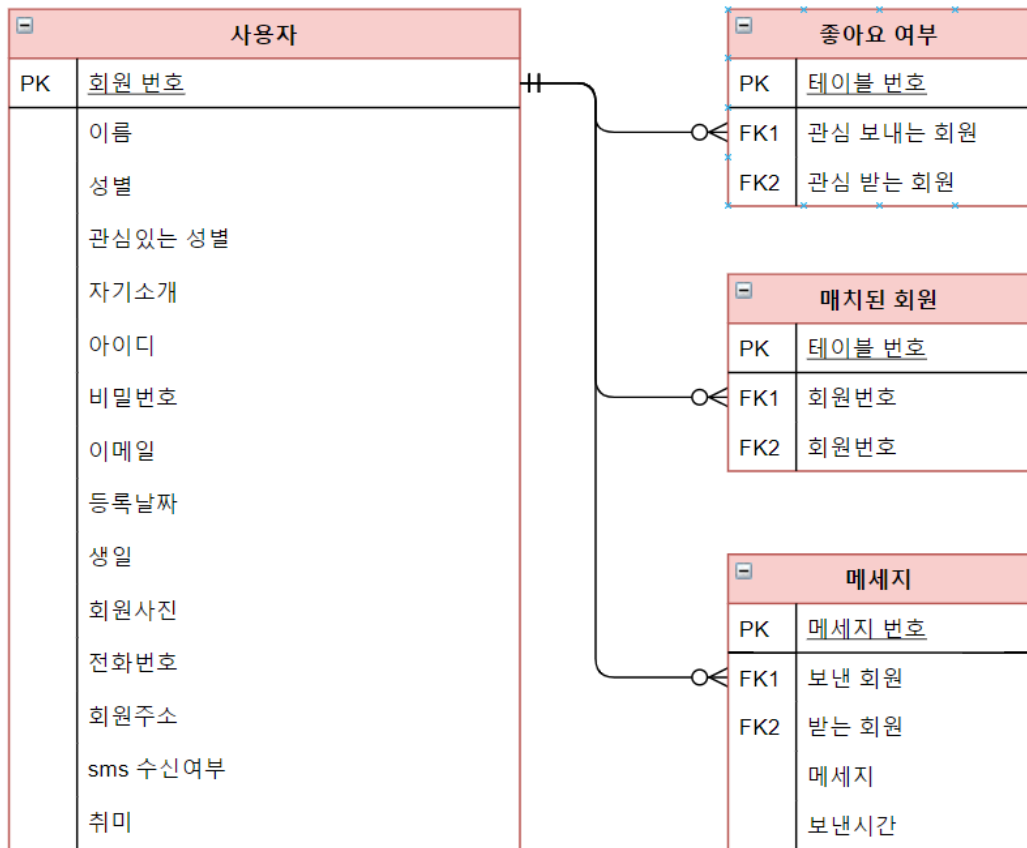 사용자
PK 회원 번호
이름
성별
관심있는 성별
자기소개
아이디
비밀번호
이메일
등록날짜
생일
회원사진
전화번호
회원주소
sms 수신여부
취미
좋아요 여부
PK 테이블 번호
FK1 관심 보내는 회원
FK2 관심 받는 회원
매치된 회원
PK 테이블 번호
FK1 회원번호
FK2 회원번호
메세지
PK 메세지 번호
FK1 보낸 회원
FK2 받는 회원
메세지
보낸시간